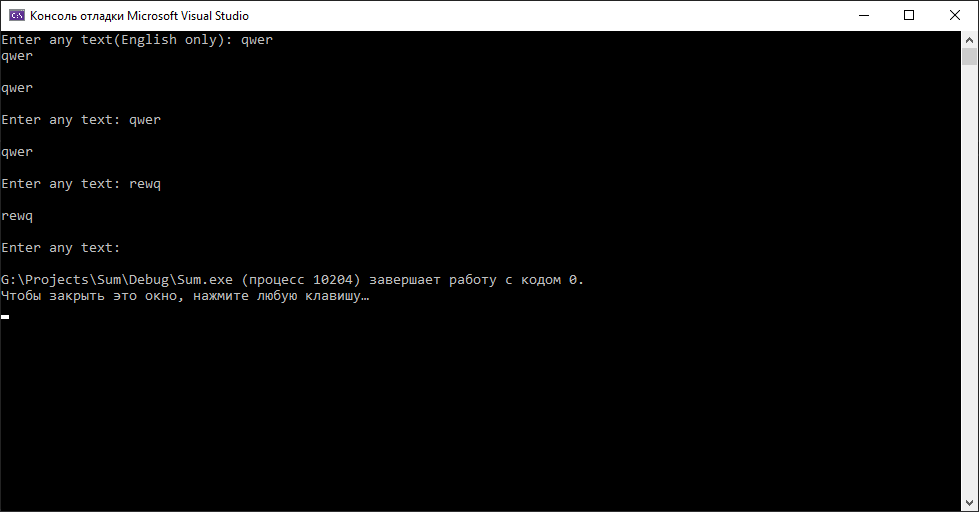 Консоль отладки Microsoft Visual Studio
Enter any text(English only): qwer
qwer
qwer
Enter any text: qwer
qwer
Enter any text: rewq
rewq
Enter any text:
G:\Projects\Sum\Debug\Sum.exe (процесс 10204) завершает работу с кодом 0.
Чтобы закрыть это окно, нажмите любую клавишу…